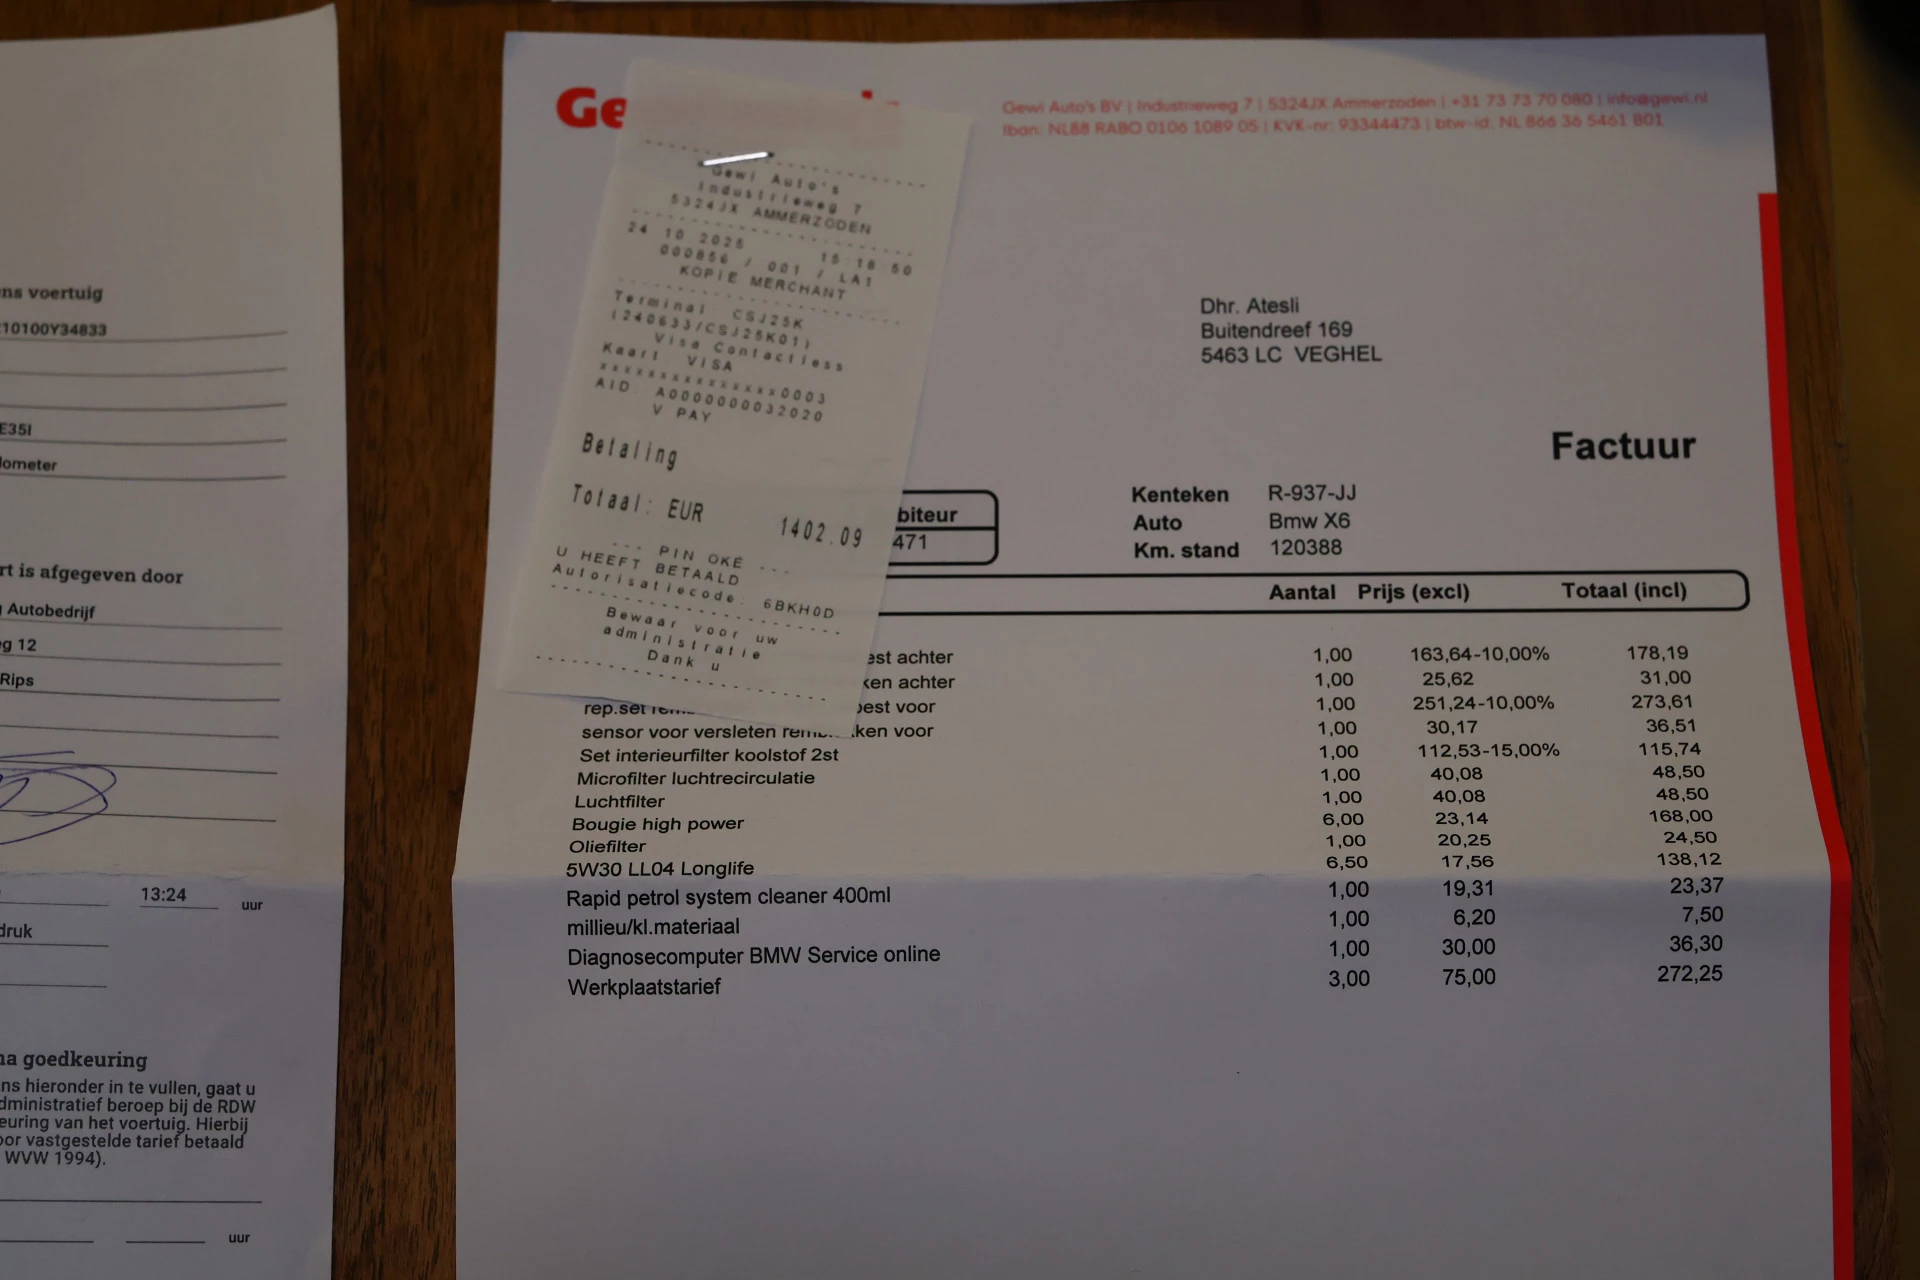 ns voertuig
10100Y34833
E35I
lometer
rt is afgegeven door
Autobedrijf
g 12
Rips
13:24 uur
druk
na goedkeuring
ns hieronder in te vullen, gaat u
dministratief beroep bij de RDW
euring van het voertuig. Hierbij
oor vastgestelde tarief betaald
WVW 1994).
uur
Ge
Gewi Auto's BV | Industrieweg 7 | 5324JX Ammerzoden | +31 73 73 70 080 | info@gewi.nl
Iban: NL88 RABO 0106 1089 05 | KVK-nr: 93344473 | btw-id: NL 866 36 5461 B01
Gewi Auto's
Industrieweg 7
5324JX AMMERZODEN
24 10 2025 15:18 50
000856 / 001 / LA1
KOPIE MERCHANT
Terminal CSJ25K
(240633/CSJ25K01)
Visa Contactless
Kaart VISA
xxxxxxxxxxxxxxx0003
AID A0000000032020
V PAY
Betaling
Totaal: EUR 1402.09
--- PIN OKE ---
U HEEFT BETAALD
Autorisatiecode: 6BKH0D
Bewaar voor uw
administratie
Dank u
Dhr. Atesli
Buitendreef 169
5463 LC VEGHEL
Factuur
biteur
471
Kenteken R-937-JJ
Auto Bmw X6
Km. stand 120388
Aantal Prijs (excl) Totaal (incl)
est achter 1,00 163,64-10,00% 178,19
ken achter 1,00 25,62 31,00
rep.set best voor 1,00 251,24-10,00% 273,61
sensor voor versleten ken voor 1,00 30,17 36,51
Set interieurfilter koolstof 2st 1,00 112,53-15,00% 115,74
Microfilter luchtrecirculatie 1,00 40,08 48,50
Luchtfilter 1,00 40,08 48,50
Bougie high power 6,00 23,14 168,00
Oliefilter 1,00 20,25 24,50
5W30 LL04 Longlife 6,50 17,56 138,12
Rapid petrol system cleaner 400ml 1,00 19,31 23,37
millieu/kl.materiaal 1,00 6,20 7,50
Diagnosecomputer BMW Service online 1,00 30,00 36,30
Werkplaatstarief 3,00 75,00 272,25